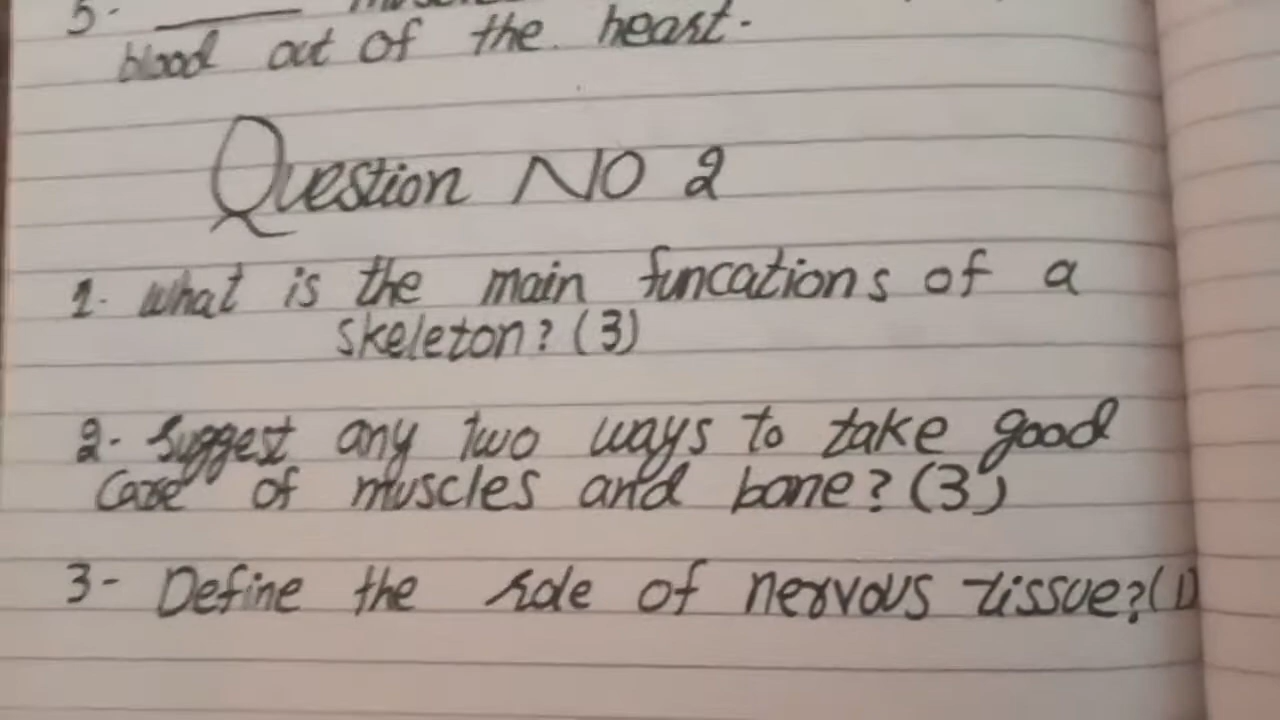 5-
blood out of the heart.
Question NO 2
1. what is the main funcations of a
skeleton? (3)
2- Suggest any two ways to take good
care of muscles and bone? (3)
3- Define the role of nervous tissue? (1)